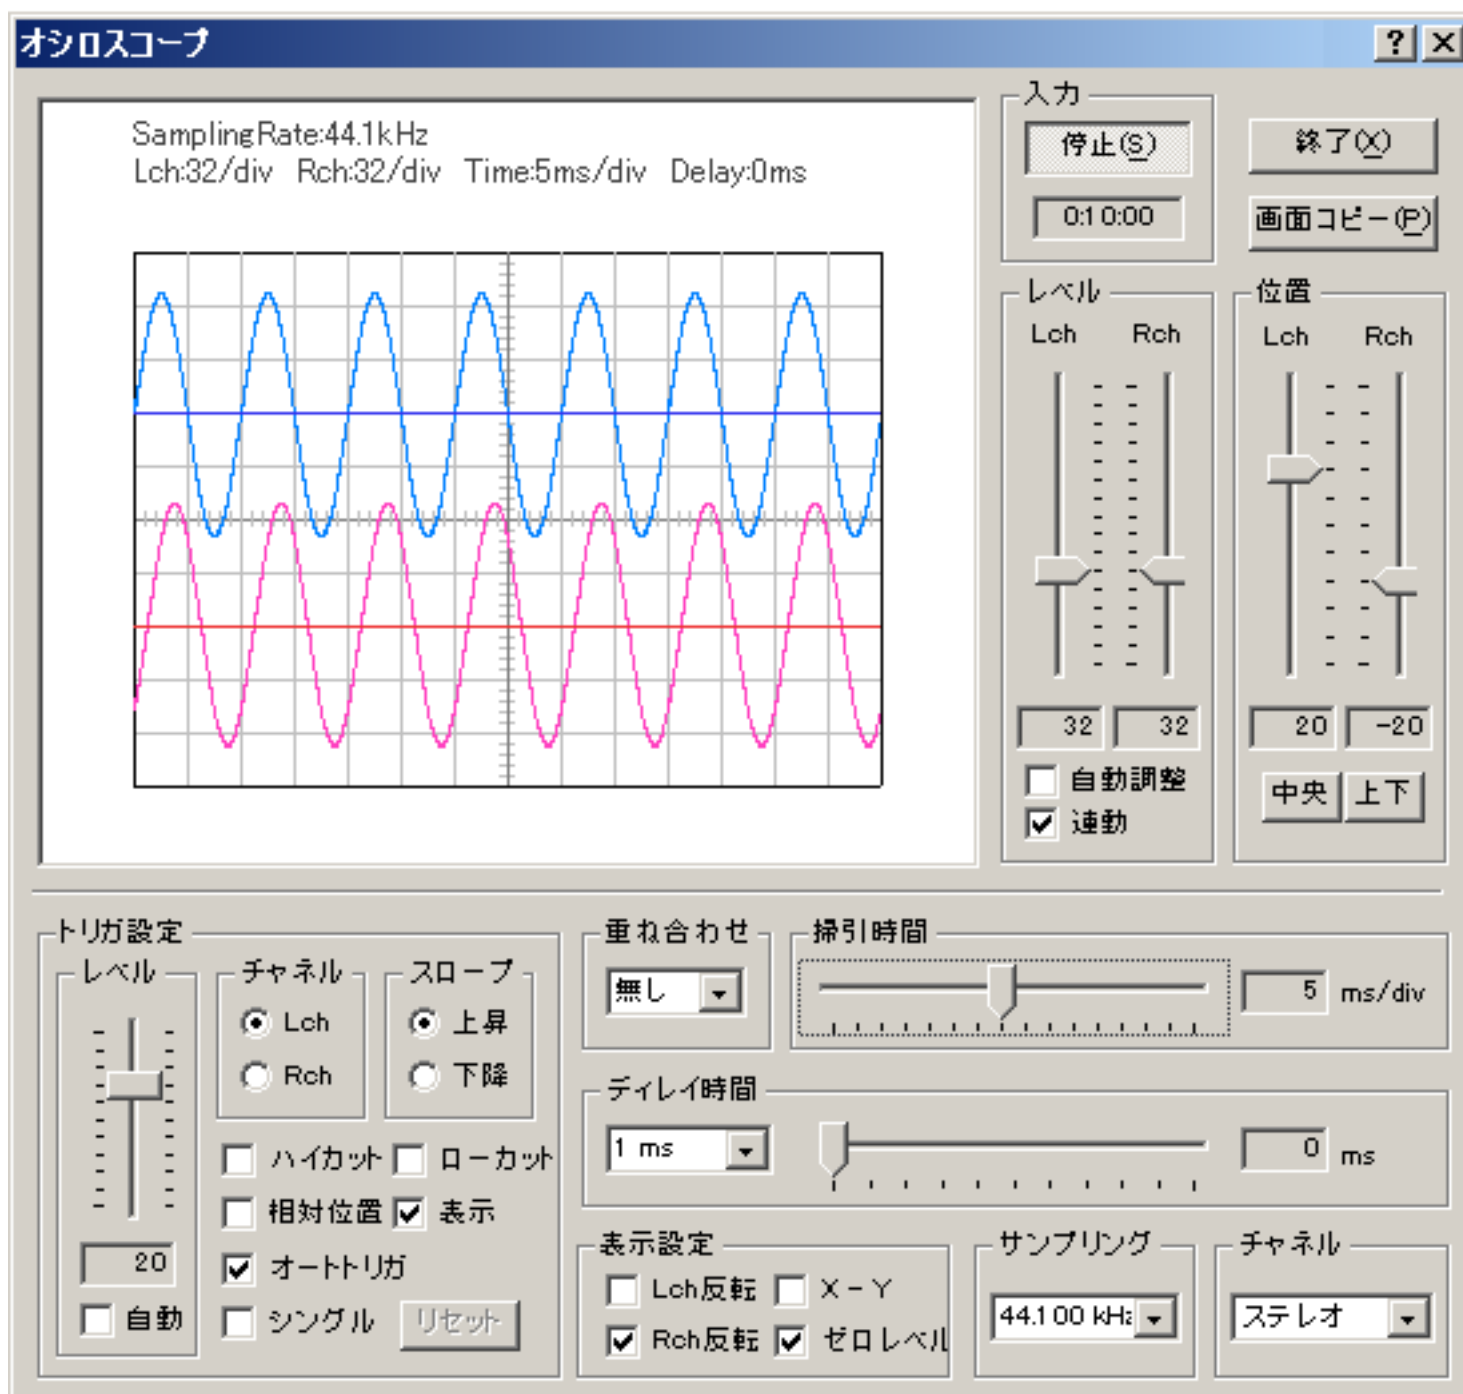 オシロスコープ
SamplingRate:44.1kHz
Lch:32/div Rch:32/div Time:5ms/div Delay:0ms
入力
停止(S)
0:10:00
終了(X)
画面コピー(P)
レベル
Lch Rch
32 32
自動調整
連動
位置
Lch Rch
20 -20
中央 上下
トリガ設定
レベル
20
自動
チャネル
Lch
Rch
スロープ
上昇
下降
ハイカット ローカット
相対位置 表示
オートトリガ
シングル リセット
重ね合わせ
無し
掃引時間
5 ms/div
ディレイ時間
1 ms
0 ms
表示設定
Lch反転 X-Y
Rch反転 ゼロレベル
サンプリング
44.100 kHz
チャネル
ステレオ